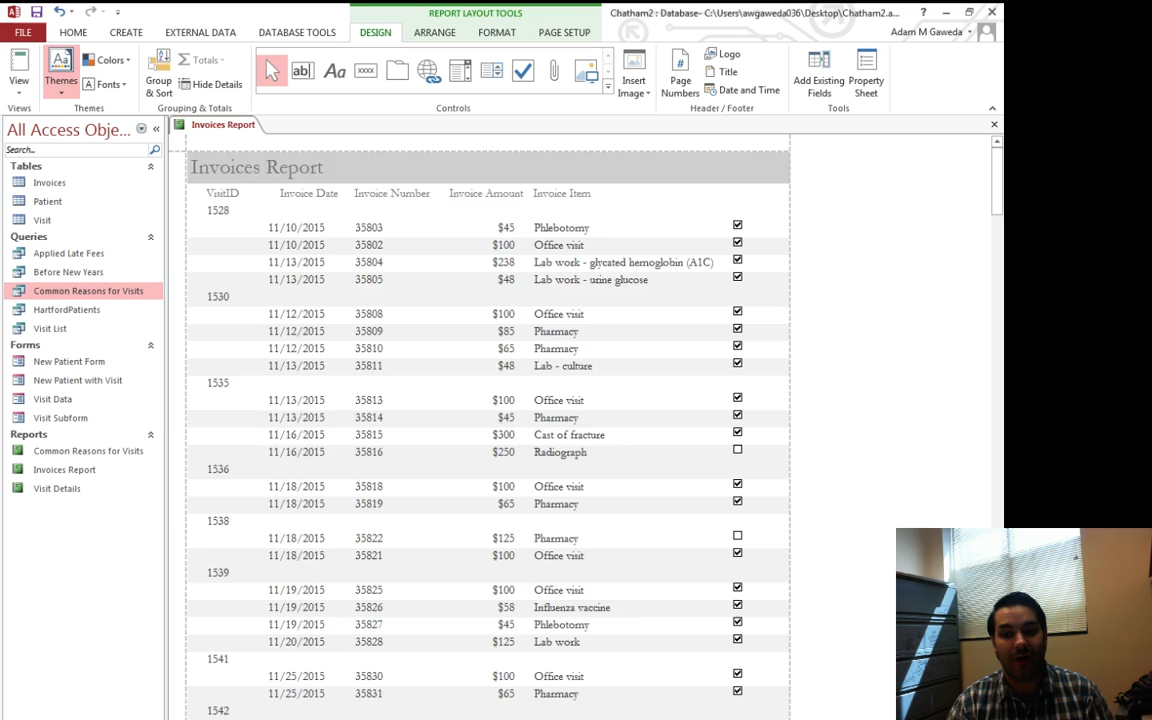 REPORT LAYOUT TOOLS
Chatham2 : Database- C:\Users\awgaweda036\Desktop\Chatham2.a...
FILE HOME CREATE EXTERNAL DATA DATABASE TOOLS DESIGN ARRANGE FORMAT PAGE SETUP Adam M Gaweda
View
Themes
Colors
Fonts
Group & Sort
Totals
Hide Details
ab|
Aa
xxxx
Insert Image
Page Numbers
Logo
Title
Date and Time
Add Existing Fields
Property Sheet
Views Themes Grouping & Totals Controls Header / Footer Tools
All Access Obje...
Search...
Tables
Invoices
Patient
Visit
Queries
Applied Late Fees
Before New Years
Common Reasons for Visits
HartfordPatients
Visit List
Forms
New Patient Form
New Patient with Visit
Visit Data
Visit Subform
Reports
Common Reasons for Visits
Invoices Report
Visit Details
Invoices Report
Invoices Report
VisitID Invoice Date Invoice Number Invoice Amount Invoice Item
1528
11/10/2015 35803 $45 Phlebotomy
11/10/2015 35802 $100 Office visit
11/13/2015 35804 $238 Lab work - glycated hemoglobin (A1C)
11/13/2015 35805 $48 Lab work - urine glucose
1530
11/12/2015 35808 $100 Office visit
11/12/2015 35809 $85 Pharmacy
11/12/2015 35810 $65 Pharmacy
11/13/2015 35811 $48 Lab - culture
1535
11/13/2015 35813 $100 Office visit
11/13/2015 35814 $45 Pharmacy
11/16/2015 35815 $300 Cast of fracture
11/16/2015 35816 $250 Radiograph
1536
11/18/2015 35818 $100 Office visit
11/18/2015 35819 $65 Pharmacy
1538
11/18/2015 35822 $125 Pharmacy
11/18/2015 35821 $100 Office visit
1539
11/19/2015 35825 $100 Office visit
11/19/2015 35826 $58 Influenza vaccine
11/19/2015 35827 $45 Phlebotomy
11/20/2015 35828 $125 Lab work
1541
11/25/2015 35830 $100 Office visit
11/25/2015 35831 $65 Pharmacy
1542